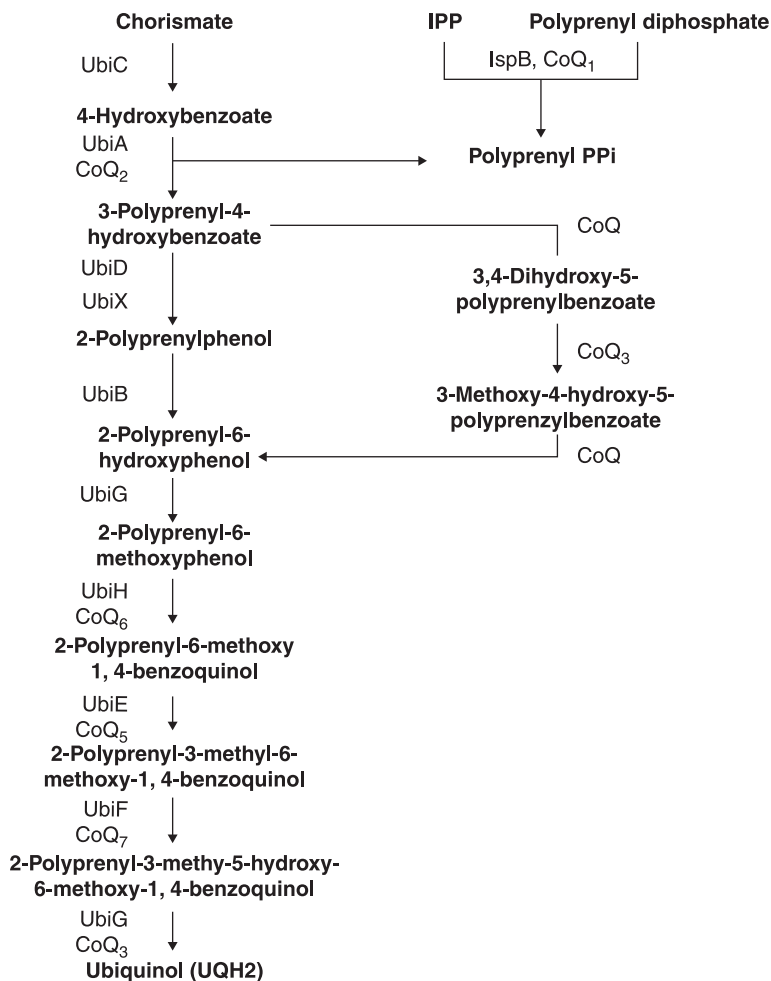 Chorismate
IPP
Polyprenyl diphosphate
UbiC
IspB, CoQ₁
4-Hydroxybenzoate
UbiA
CoQ₂
Polyprenyl PPi
3-Polyprenyl-4-
hydroxybenzoate
CoQ
UbiD
UbiX
3,4-Dihydroxy-5-
polyprenylbenzoate
2-Polyprenylphenol
CoQ₃
UbiB
3-Methoxy-4-hydroxy-5-
polyprenzylbenzoate
2-Polyprenyl-6-
hydroxyphenol
CoQ
UbiG
2-Polyprenyl-6-
methoxyphenol
UbiH
CoQ₆
2-Polyprenyl-6-methoxy
1, 4-benzoquinol
UbiE
CoQ₅
2-Polyprenyl-3-methyl-6-
methoxy-1, 4-benzoquinol
UbiF
CoQ₇
2-Polyprenyl-3-methy-5-hydroxy-
6-methoxy-1, 4-benzoquinol
UbiG
CoQ₃
Ubiquinol (UQH2)